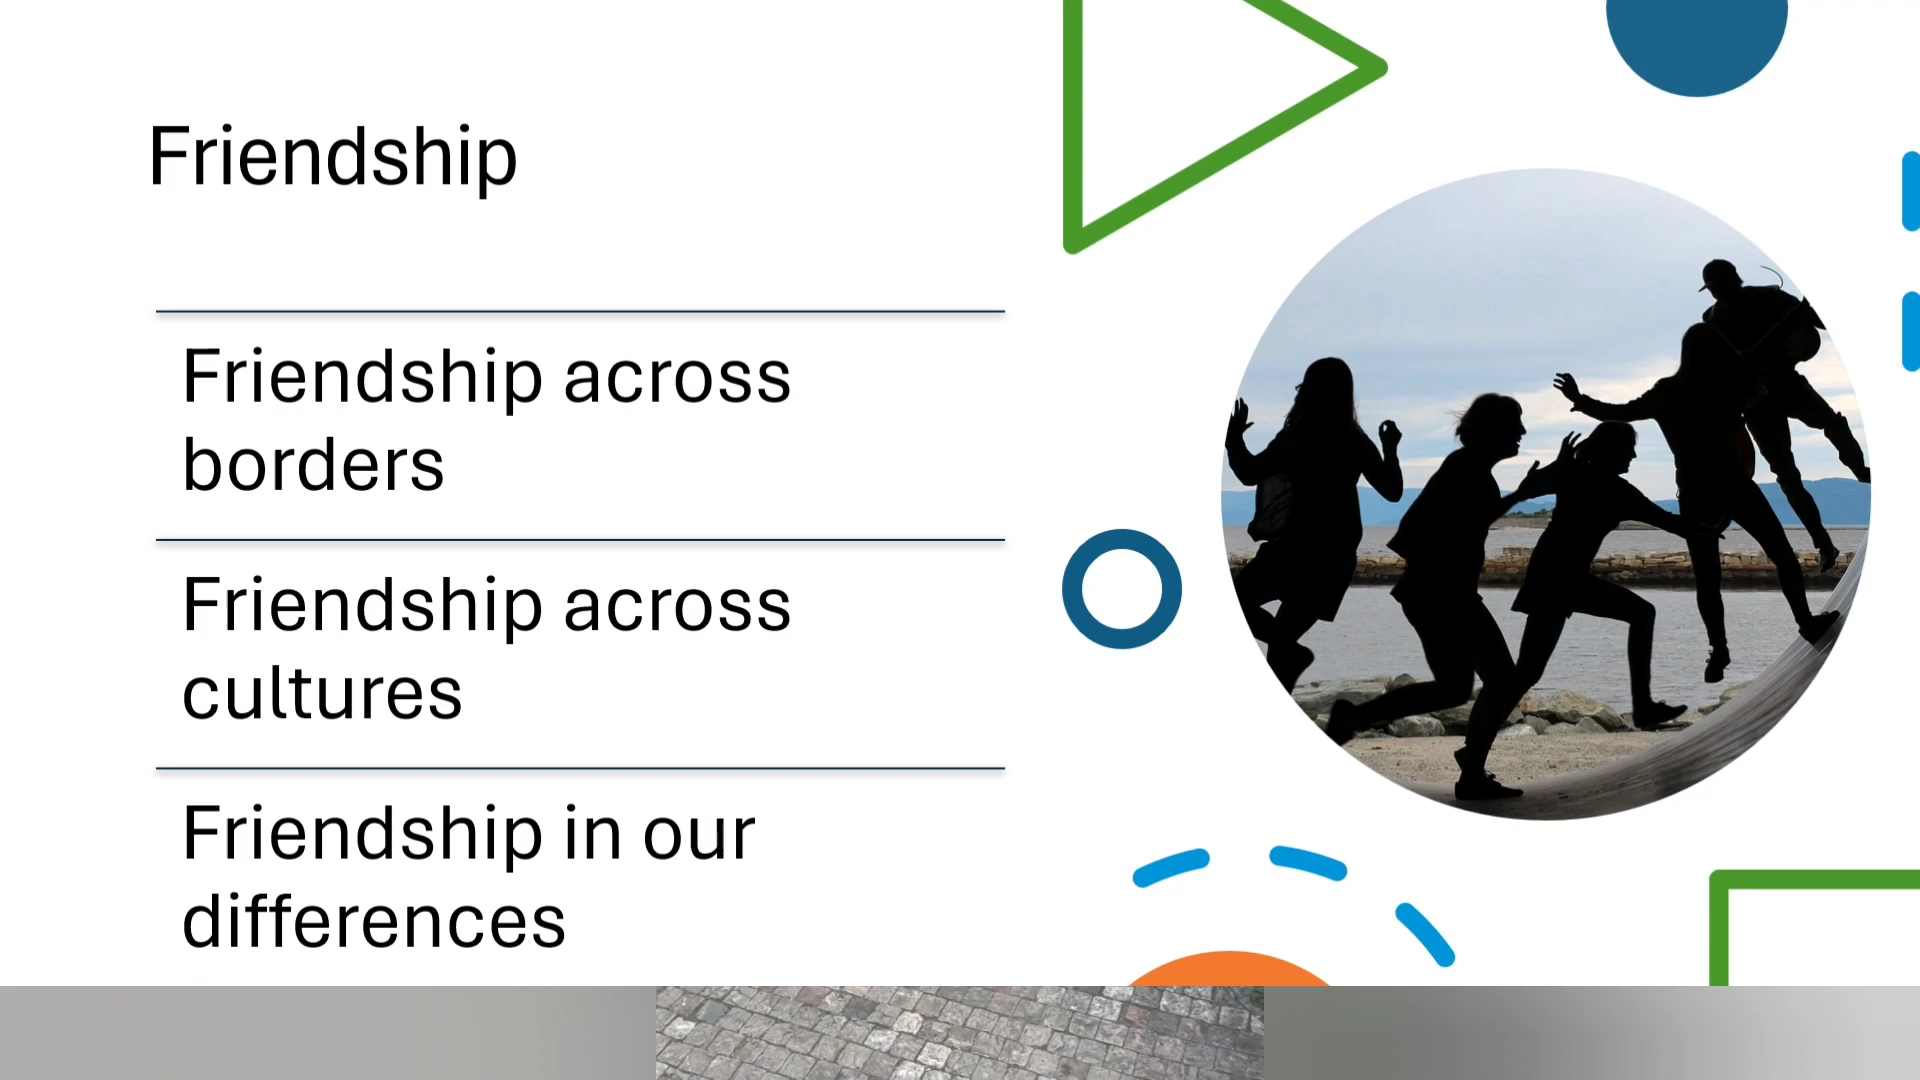 Friendship
Friendship across
borders
Friendship across
cultures
Friendship in our
differences